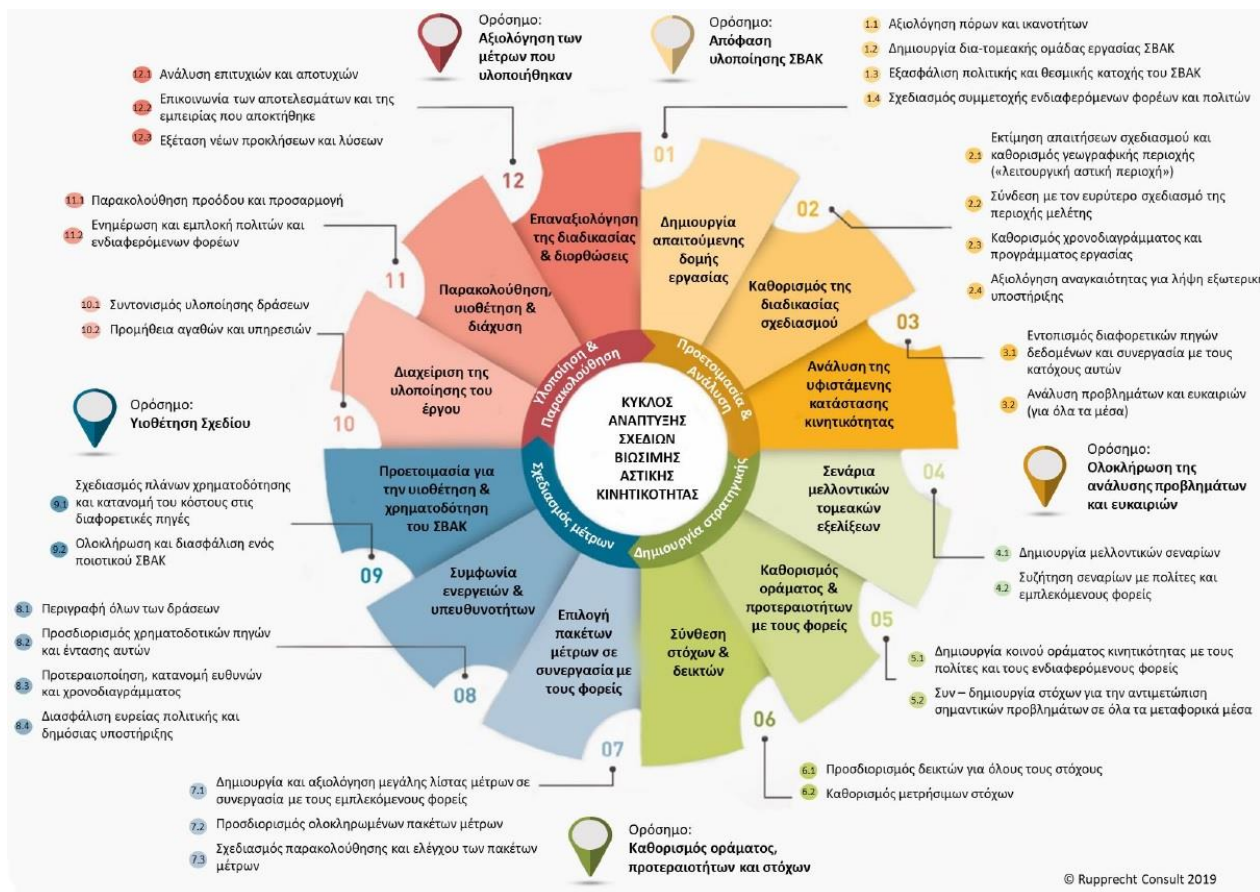 Ορόσημο:
Αξιολόγηση των
μέτρων που
υλοποιήθηκαν
Ορόσημο:
Απόφαση
υλοποίησης ΣΒΑΚ
1.1 Αξιολόγηση πόρων και ικανοτήτων
1.2 Δημιουργία δια-τομεακής ομάδας εργασίας ΣΒΑΚ
1.3 Εξασφάλιση πολιτικής και θεσμικής κατοχής του ΣΒΑΚ
1.4 Σχεδιασμός συμμετοχής ενδιαφερόμενων φορέων και πολιτών
12.1 Ανάλυση επιτυχιών και αποτυχιών
12.2 Επικοινωνία των αποτελεσμάτων και της
εμπειρίας που αποκτήθηκε
12.3 Εξέταση νέων προκλήσεων και λύσεων
2.1 Εκτίμηση απαιτήσεων σχεδιασμού και
καθορισμός γεωγραφικής περιοχής
(«λειτουργική αστική περιοχή»)
2.2 Σύνδεση με τον ευρύτερο σχεδιασμό της
περιοχής μελέτης
2.3 Καθορισμός χρονοδιαγράμματος και
προγράμματος εργασίας
2.4 Αξιολόγηση αναγκαιότητας για λήψη εξωτερικ
υποστήριξης
11.1 Παρακολούθηση προόδου και προσαρμογή
11.2 Ενημέρωση και εμπλοκή πολιτών και
ενδιαφερόμενων φορέων
10.1 Συντονισμός υλοποίησης δράσεων
10.2 Προμήθεια αγαθών και υπηρεσιών
3.1 Εντοπισμός διαφορετικών πηγών
δεδομένων και συνεργασία με τους
κατόχους αυτών
3.2 Ανάλυση προβλημάτων και ευκαιριών
(για όλα τα μέσα)
01
Δημιουργία
απαιτούμενης
δομής
εργασίας
02
Καθορισμός της
διαδικασίας
σχεδιασμού
03
Ανάλυση της
υφιστάμενης
κατάστασης
κινητικότητας
04
Σενάρια
μελλοντικών
τομεακών
εξελίξεων
05
Καθορισμός
οράματος &
προτεραιοτήτων
με τους φορείς
06
Σύνθεση
στόχων &
δεικτών
07
Επιλογή
πακέτων
μέτρων σε
συνεργασία με
τους φορείς
08
Συμφωνία
ενεργειών &
υπευθυνοτήτων
09
Προετοιμασία για
την υιοθέτηση &
χρηματοδότηση
του ΣΒΑΚ
10
Διαχείριση της
υλοποίησης του
έργου
11
Παρακολούθηση,
υιοθέτηση &
διάχυση
12
Επαναξιολόγηση
της διαδικασίας
& διορθώσεις
Υλοποίηση &
Παρακολούθηση
Προετοιμασία &
Ανάλυση
Δημιουργία στρατηγικής
Σχεδιασμός μέτρων
ΚΥΚΛΟΣ
ΑΝΑΠΤΥΞΗΣ
ΣΧΕΔΙΩΝ
ΒΙΩΣΙΜΗΣ
ΑΣΤΙΚΗΣ
ΚΙΝΗΤΙΚΟΤΗΤΑΣ
Ορόσημο:
Υιοθέτηση Σχεδίου
9.1 Σχεδιασμός πλάνων χρηματοδότησης
και κατανομή του κόστους στις
διαφορετικές πηγές
9.2 Ολοκλήρωση και διασφάλιση ενός
ποιοτικού ΣΒΑΚ
Ορόσημο:
Ολοκλήρωση της
ανάλυσης προβλημάτων
και ευκαιριών
4.1 Δημιουργία μελλοντικών σεναρίων
4.2 Συζήτηση σεναρίων με πολίτες και
εμπλεκόμενους φορείς
8.1 Περιγραφή όλων των δράσεων
8.2 Προσδιορισμός χρηματοδοτικών πηγών
και έντασης αυτών
8.3 Προτεραιοποίηση, κατανομή ευθυνών
και χρονοδιαγράμματος
8.4 Διασφάλιση ευρείας πολιτικής και
δημόσιας υποστήριξης
5.1 Δημιουργία κοινού οράματος κινητικότητας με τους
πολίτες και τους ενδιαφερόμενους φορείς
5.2 Συν – δημιουργία στόχων για την αντιμετώπιση
σημαντικών προβλημάτων σε όλα τα μεταφορικά μέσα
6.1 Προσδιορισμός δεικτών για όλους τους στόχους
6.2 Καθορισμός μετρήσιμων στόχων
7.1 Δημιουργία και αξιολόγηση μεγάλης λίστας μέτρων σε
συνεργασία με τους εμπλεκόμενους φορείς
7.2 Προσδιορισμός ολοκληρωμένων πακέτων μέτρων
7.3 Σχεδιασμός παρακολούθησης και ελέγχου των πακέτων
μέτρων
Ορόσημο:
Καθορισμός οράματος,
προτεραιοτήτων και στόχων
© Rupprecht Consult 2019